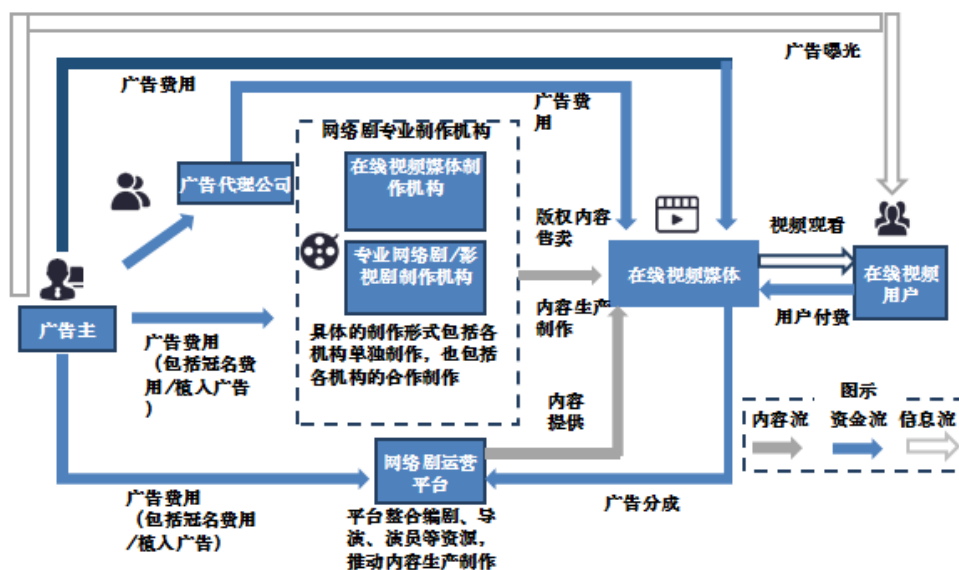 广告曝光
广告费用
广告费
用
网络剧专业制作机构
在线视频媒体制
作机构
广告代理公司
版权内容
售卖
视频观看
专业网络剧/影
视剧制作机构
在线视频媒体
在线视频
用户
内容生产
制作
用户付费
广告主
具体的制作形式包括各
机构单独制作，也包括
各机构的合作制作
广告费用
（包括冠名费
用/植入广告
）
内容
提供
图示
内容流
资金流
信息流
网络剧运营
平台
广告分成
广告费用
（包括冠名费用
/植入广告）
平台整合编剧、导
演、演员等资源，
推动内容生产制作